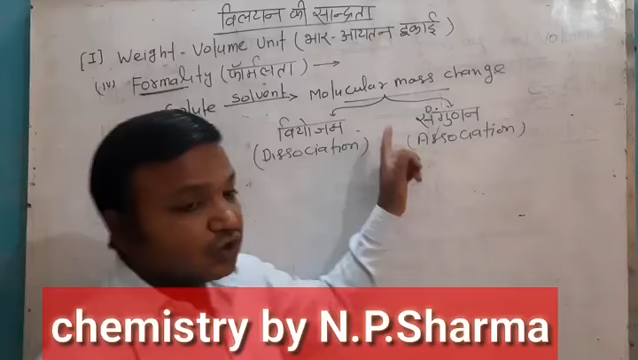 विलयन की सान्द्रता
[I] Weight-Volume Unit (भार-आयतन इकाई)
(iv) Formality (फॉर्मलता) →
Solute solvent → Molucular mass change
वियोजन संगुणन
(Dissociation) (Association)
chemistry by N.P.Sharma